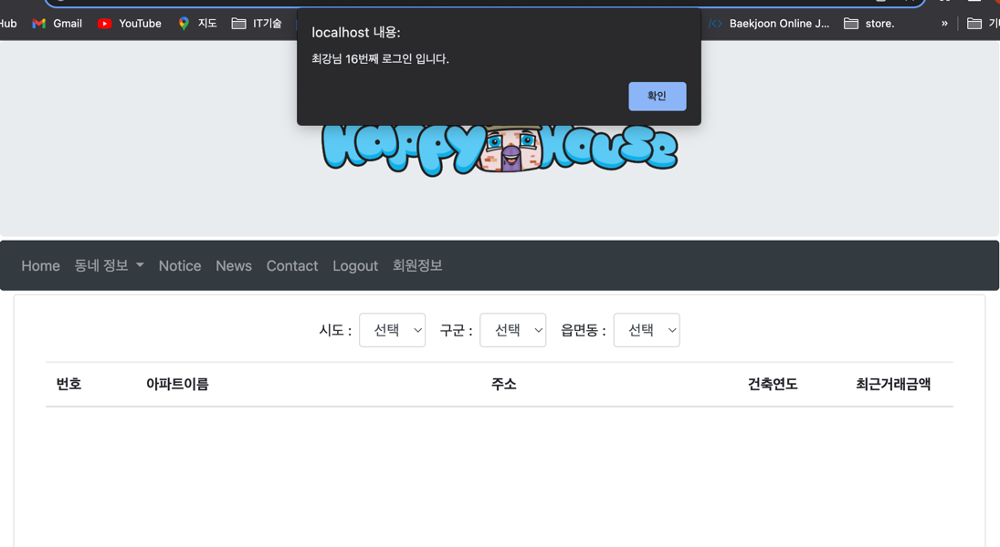 Hub Gmail YouTube 지도 IT기술 Baekjoon Online J... store. »
localhost 내용:
최강님 16번째 로그인 입니다.
확인
Happy House
Home 동네 정보 Notice News Contact Logout 회원정보
시도 : 선택 구군 : 선택 읍면동 : 선택
번호 아파트이름 주소 건축연도 최근거래금액